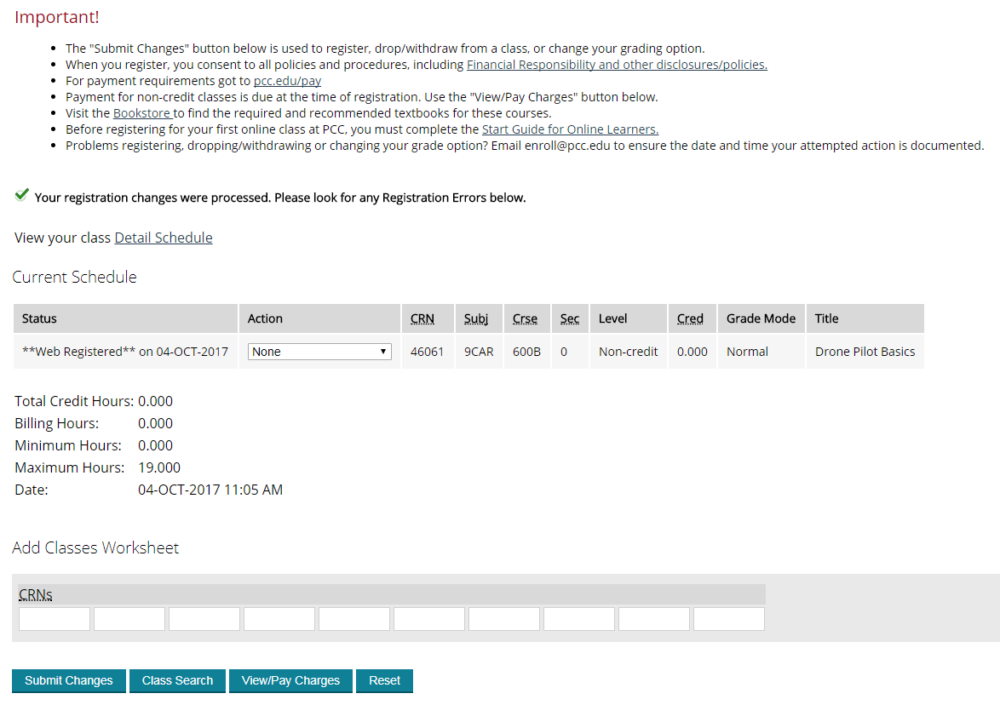 Important!
The "Submit Changes" button below is used to register, drop/withdraw from a class, or change your grading option.
When you register, you consent to all policies and procedures, including Financial Responsibility and other disclosures/policies.
For payment requirements got to pcc.edu/pay
Payment for non-credit classes is due at the time of registration. Use the "View/Pay Charges" button below.
Visit the Bookstore to find the required and recommended textbooks for these courses.
Before registering for your first online class at PCC, you must complete the Start Guide for Online Learners.
Problems registering, dropping/withdrawing or changing your grade option? Email enroll@pcc.edu to ensure the date and time your attempted action is documented.
Your registration changes were processed. Please look for any Registration Errors below.
View your class Detail Schedule
Current Schedule
Status Action CRN Subj Crse Sec Level Cred Grade Mode Title
**Web Registered** on 04-OCT-2017 None 46061 9CAR 600B 0 Non-credit 0.000 Normal Drone Pilot Basics
Total Credit Hours: 0.000
Billing Hours: 0.000
Minimum Hours: 0.000
Maximum Hours: 19.000
Date: 04-OCT-2017 11:05 AM
Add Classes Worksheet
CRNs
Submit Changes Class Search View/Pay Charges Reset